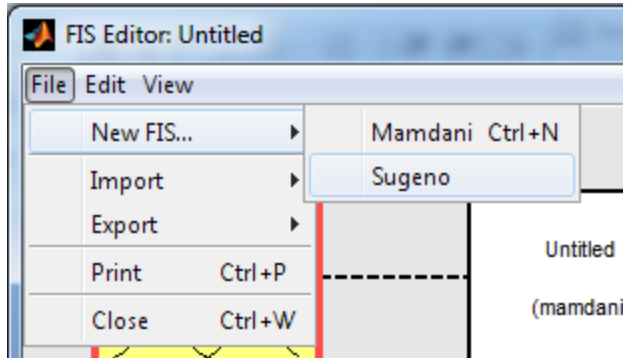 FIS Editor: Untitled
File Edit View
New FIS...
Mamdani Ctrl+N
Import
Sugeno
Export
Untitled
Print Ctrl+P
(mamdani
Close Ctrl+W